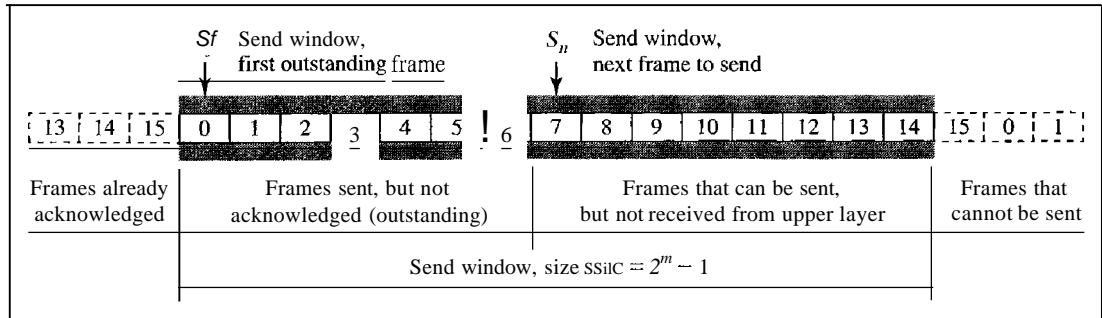 Sf Send window, Sn Send window,
first outstanding frame next frame to send
13 14 15 0 1 2 3 4 5 ! 6 7 8 9 10 11 12 13 14 15 0 1
Frames already Frames sent, but not Frames that can be sent, Frames that
acknowledged acknowledged (outstanding) but not received from upper layer cannot be sent
Send window, size SSiIC = 2^m − 1